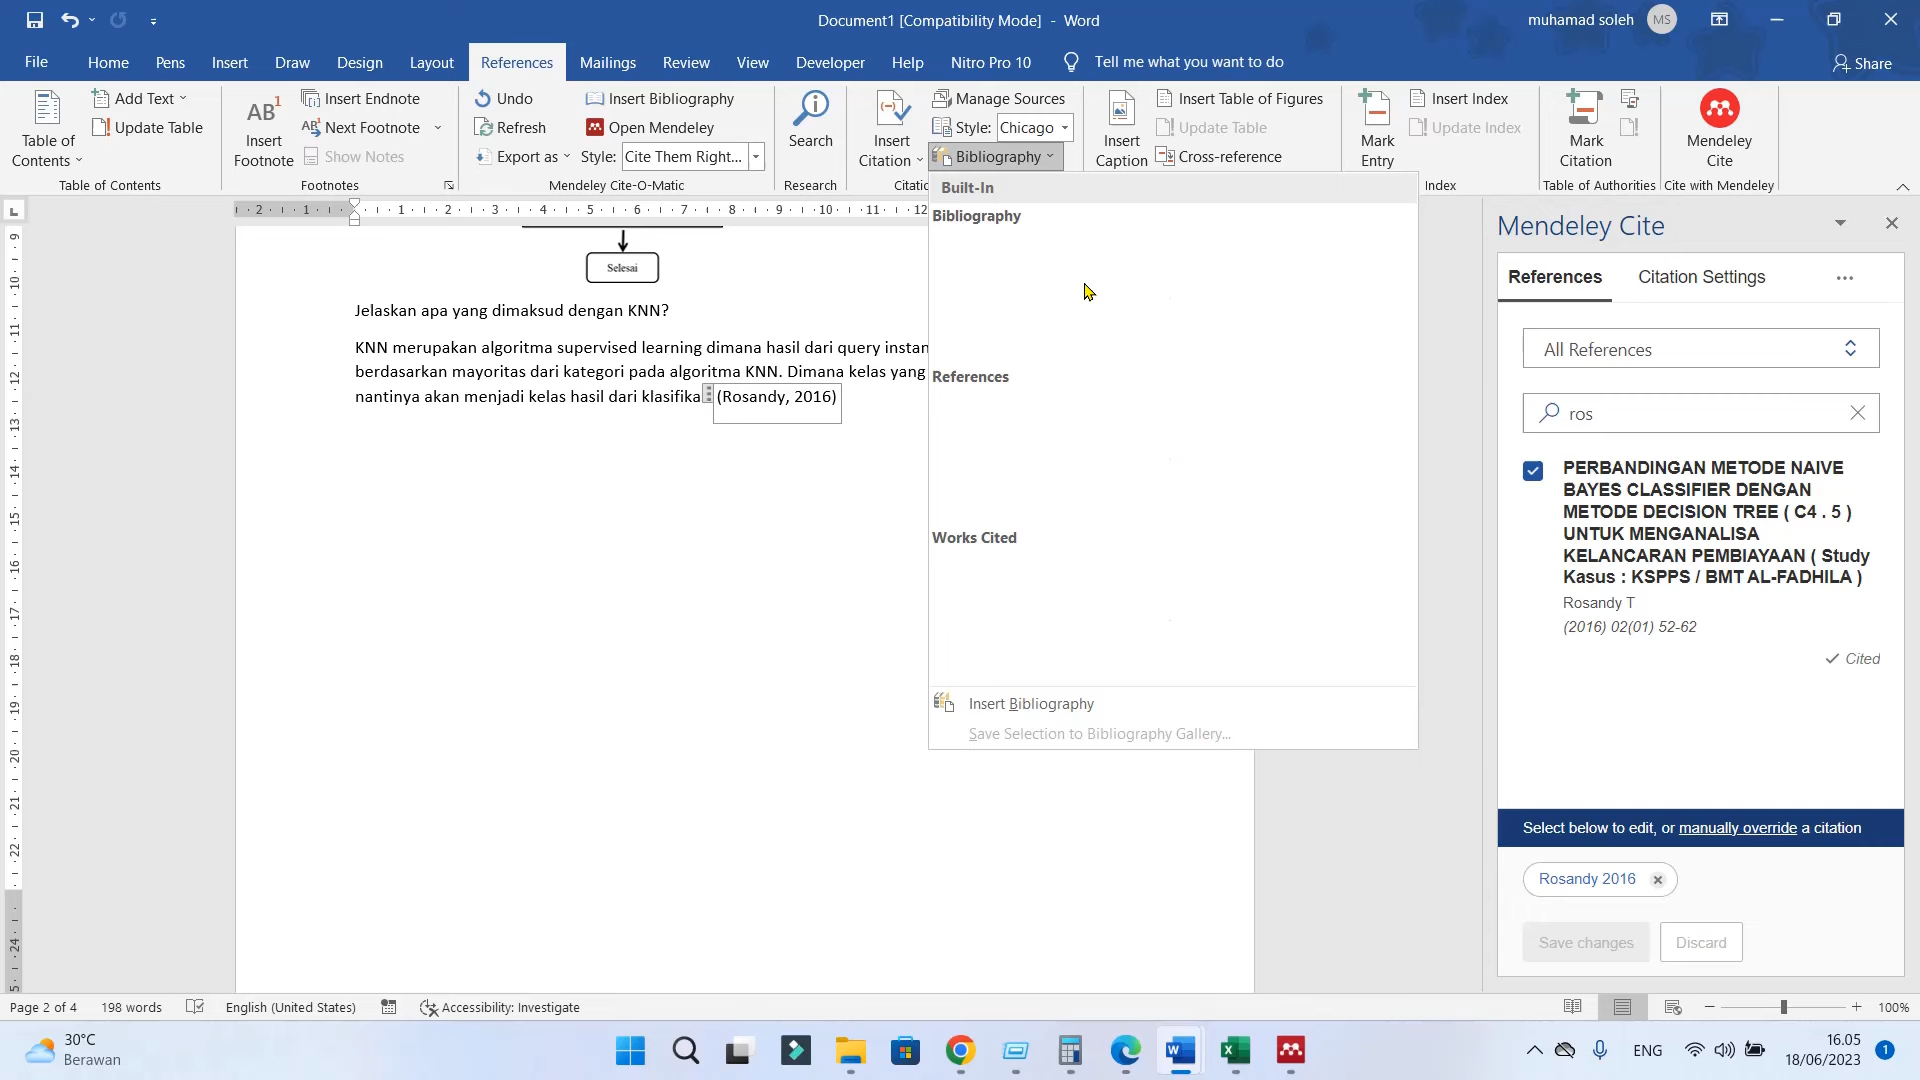 Document1 [Compatibility Mode] - Word
muhamad soleh
MS
File
Home
Pens
Insert
Draw
Design
Layout
References
Mailings
Review
View
Developer
Help
Nitro Pro 10
Tell me what you want to do
Share
Table of Contents
Add Text
Update Table
Table of Contents
AB1
Insert Footnote
Insert Endnote
Next Footnote
Show Notes
Footnotes
Undo
Refresh
Export as
Insert Bibliography
Open Mendeley
Style: Cite Them Right...
Mendeley Cite-O-Matic
Search
Research
Insert Citation
Manage Sources
Style: Chicago
Bibliography
Citatio
Insert Caption
Insert Table of Figures
Update Table
Cross-reference
Mark Entry
Insert Index
Update Index
Index
Mark Citation
Table of Authorities
Mendeley Cite
Cite with Mendeley
Built-In
Bibliography
References
Works Cited
Insert Bibliography
Save Selection to Bibliography Gallery...
Selesai
Jelaskan apa yang dimaksud dengan KNN?
KNN merupakan algoritma supervised learning dimana hasil dari query instan
berdasarkan mayoritas dari kategori pada algoritma KNN. Dimana kelas yang
nantinya akan menjadi kelas hasil dari klasifika (Rosandy, 2016)
Mendeley Cite
References
Citation Settings
All References
ros
PERBANDINGAN METODE NAIVE
BAYES CLASSIFIER DENGAN
METODE DECISION TREE ( C4 . 5 )
UNTUK MENGANALISA
KELANCARAN PEMBIAYAAN ( Study
Kasus : KSPPS / BMT AL-FADHILA )
Rosandy T
(2016) 02(01) 52-62
Cited
Select below to edit, or manually override a citation
Rosandy 2016
Save changes
Discard
Page 2 of 4
198 words
English (United States)
Accessibility: Investigate
100%
30°C
Berawan
ENG
16.05
18/06/2023
1